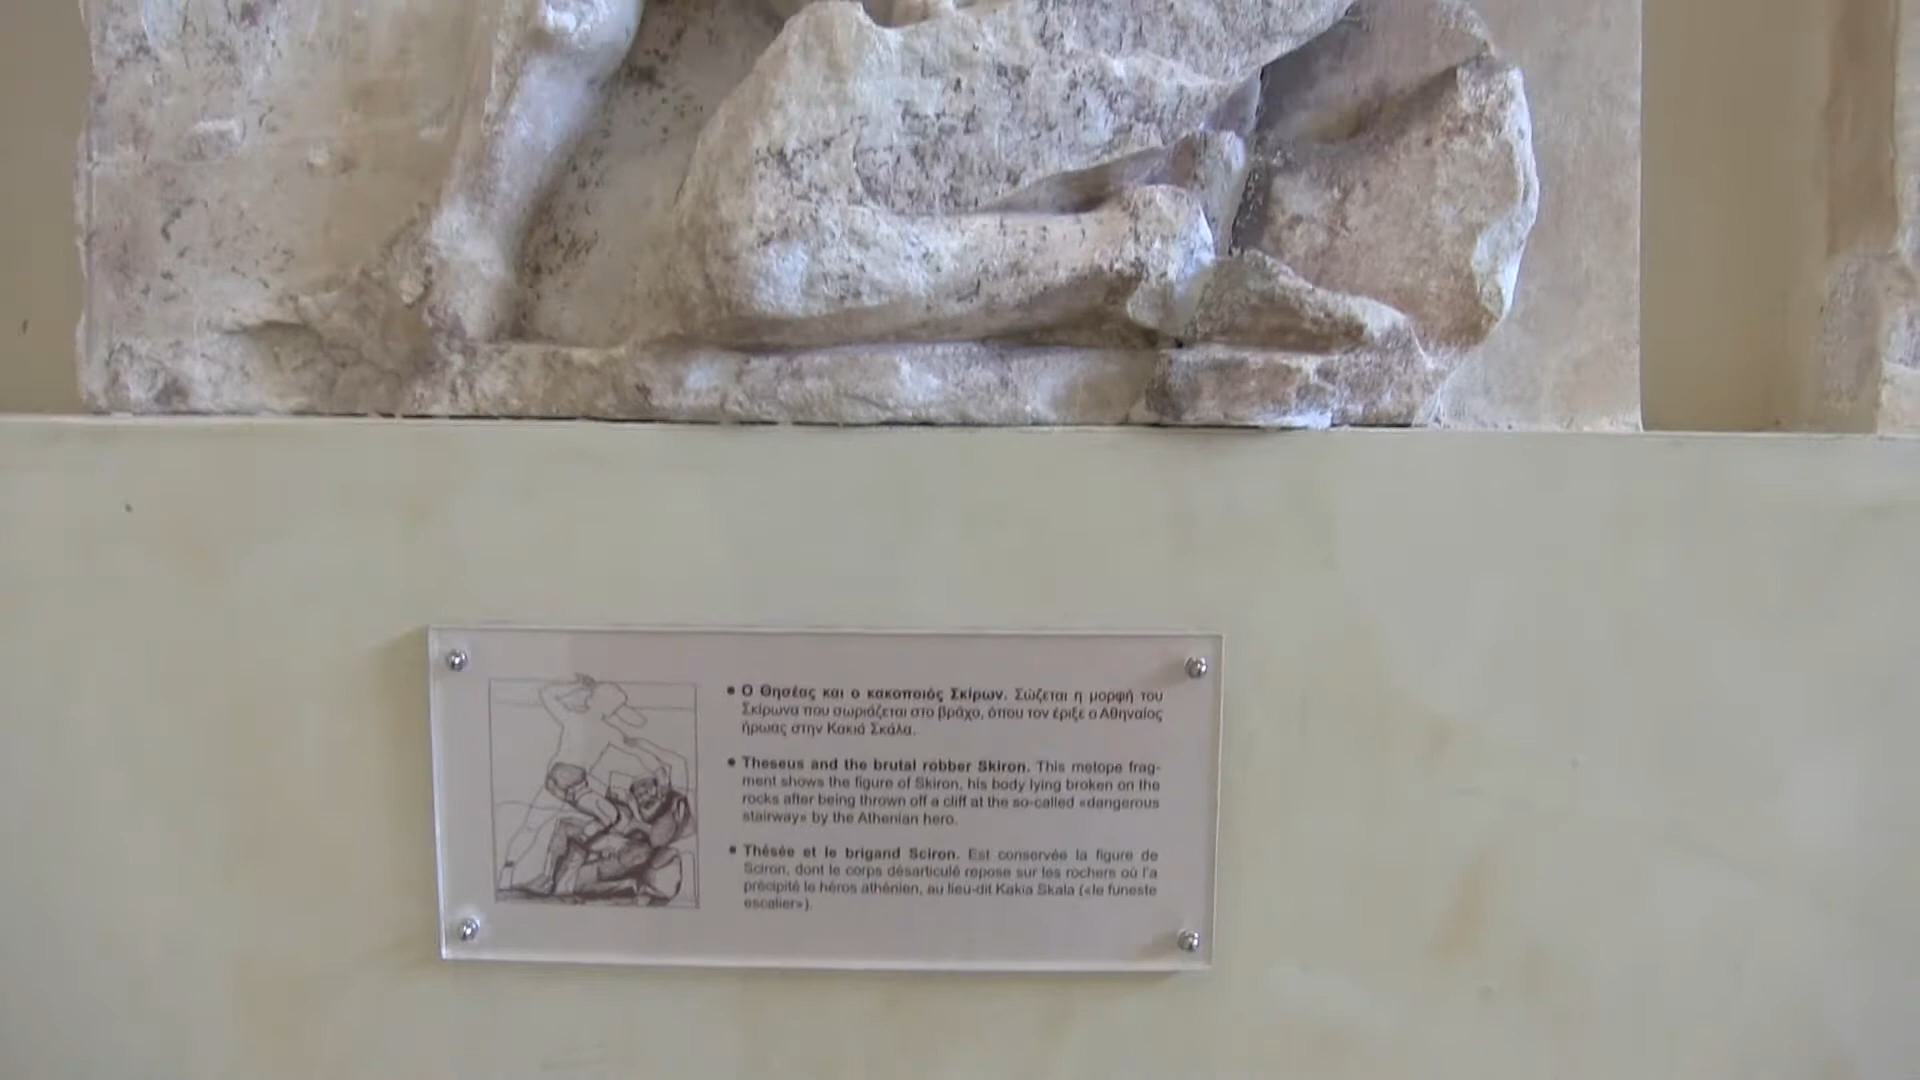 ● Ο Θησέας και ο κακοποιός Σκίρων. Σώζεται η μορφή του
Σκίρωνα που σωριάζεται στο βράχο, όπου τον έριξε ο Αθηναίος
ήρωας στην Κακιά Σκάλα.
● Theseus and the brutal robber Skiron. This metope frag-
ment shows the figure of Skiron, his body lying broken on the
rocks after being thrown off a cliff at the so-called «dangerous
stairway» by the Athenian hero.
● Thésée et le brigand Sciron. Est conservée la figure de
Sciron, dont le corps désarticulé repose sur les rochers où l'a
précipité le héros athénien, au lieu-dit Kakia Skala («le funeste
escalier»).